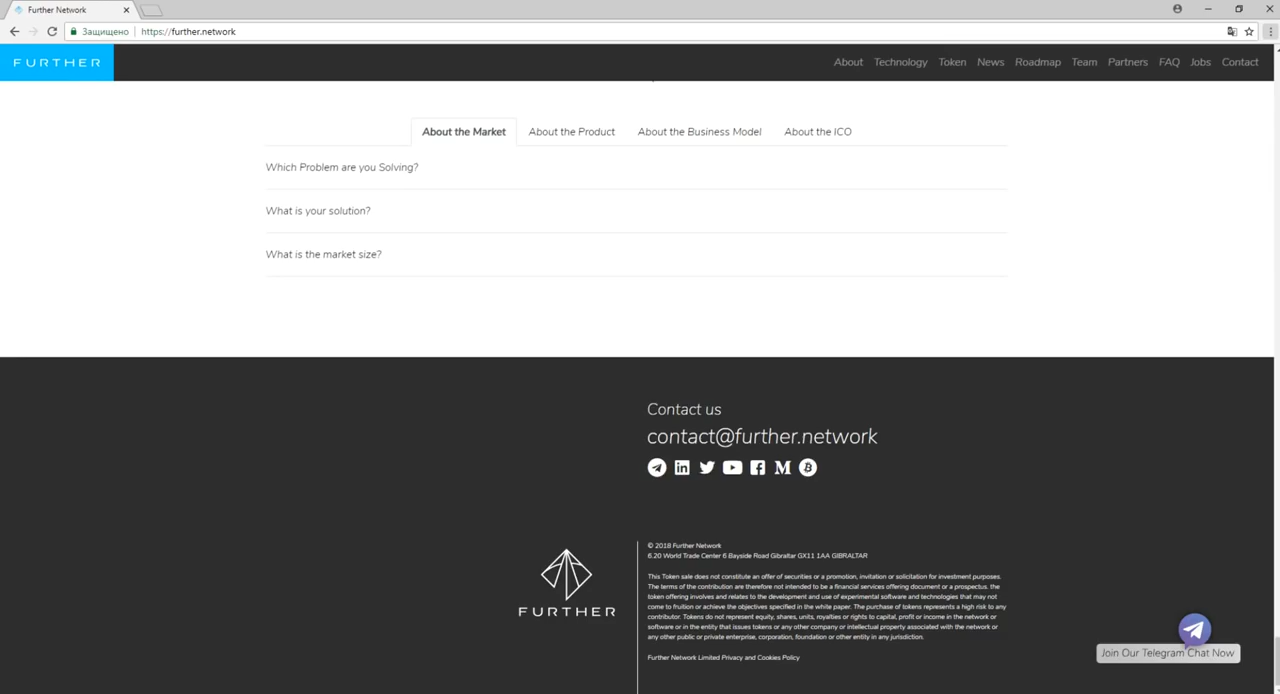 Further Network
Защищено
https://further.network
FURTHER
About Technology Token News Roadmap Team Partners FAQ Jobs Contact
About the Market About the Product About the Business Model About the ICO
Which Problem are you Solving?
What is your solution?
What is the market size?
Contact us
contact@further.network
FURTHER
© 2018 Further Network
6.20 World Trade Center 6 Bayside Road Gibraltar GX11 1AA GIBRALTAR
This Token sale does not constitute an offer of securities or a promotion, invitation or solicitation for investment purposes.
The terms of the contribution are therefore not intended to be a financial services offering document or a prospectus. the
token offering involves and relates to the development and use of experimental software and technologies that may not
come to fruition or achieve the objectives specified in the white paper. The purchase of tokens represents a high risk to any
contributor. Tokens do not represent equity, shares, units, royalties or rights to capital, profit or income in the network or
software or in the entity that issues tokens or any other company or intellectual property associated with the network or
any other public or private enterprise, corporation, foundation or other entity in any jurisdiction.
Further Network Limited Privacy and Cookies Policy
Join Our Telegram Chat Now